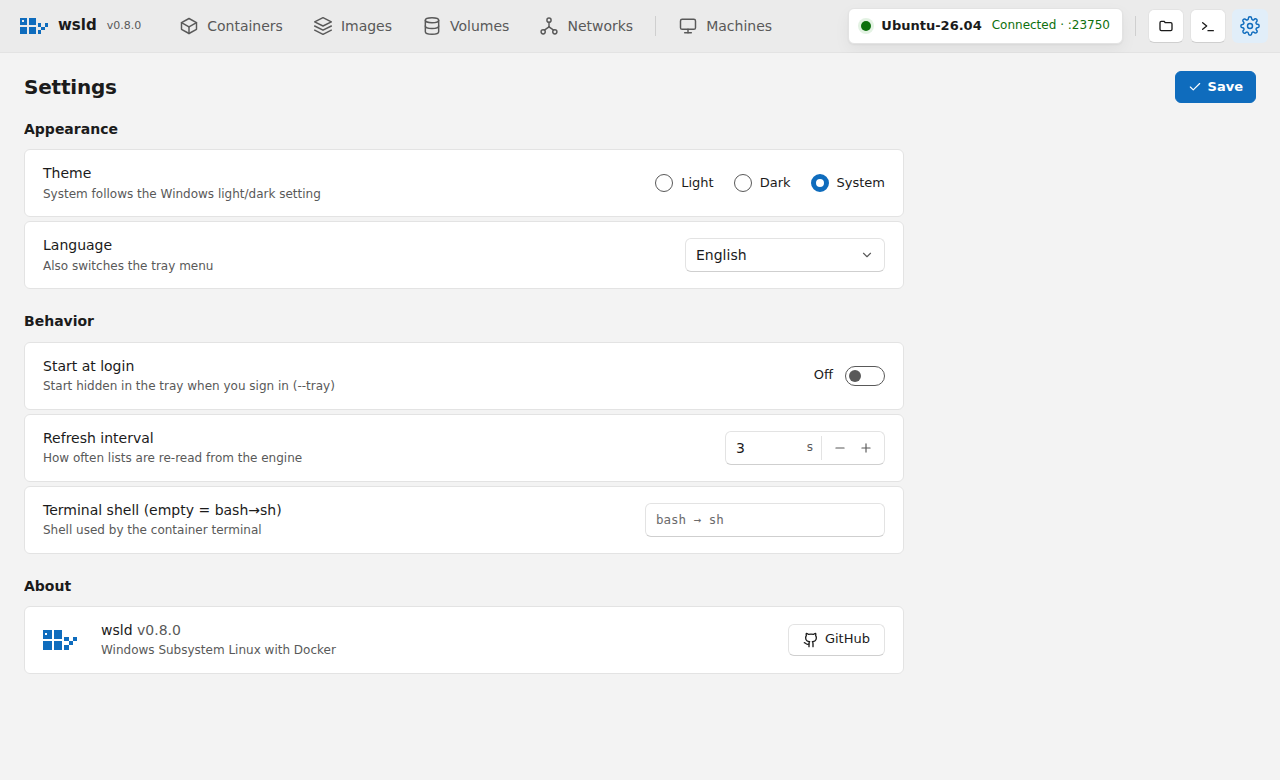 wsld v0.8.0 Containers Images Volumes Networks Machines Ubuntu-26.04 Connected · :23750
Settings
Save
Appearance
Theme
System follows the Windows light/dark setting
Light Dark System
Language
Also switches the tray menu
English
Behavior
Start at login
Start hidden in the tray when you sign in (--tray)
Off
Refresh interval
How often lists are re-read from the engine
3 s
Terminal shell (empty = bash→sh)
Shell used by the container terminal
bash → sh
About
wsld v0.8.0
Windows Subsystem Linux with Docker
GitHub